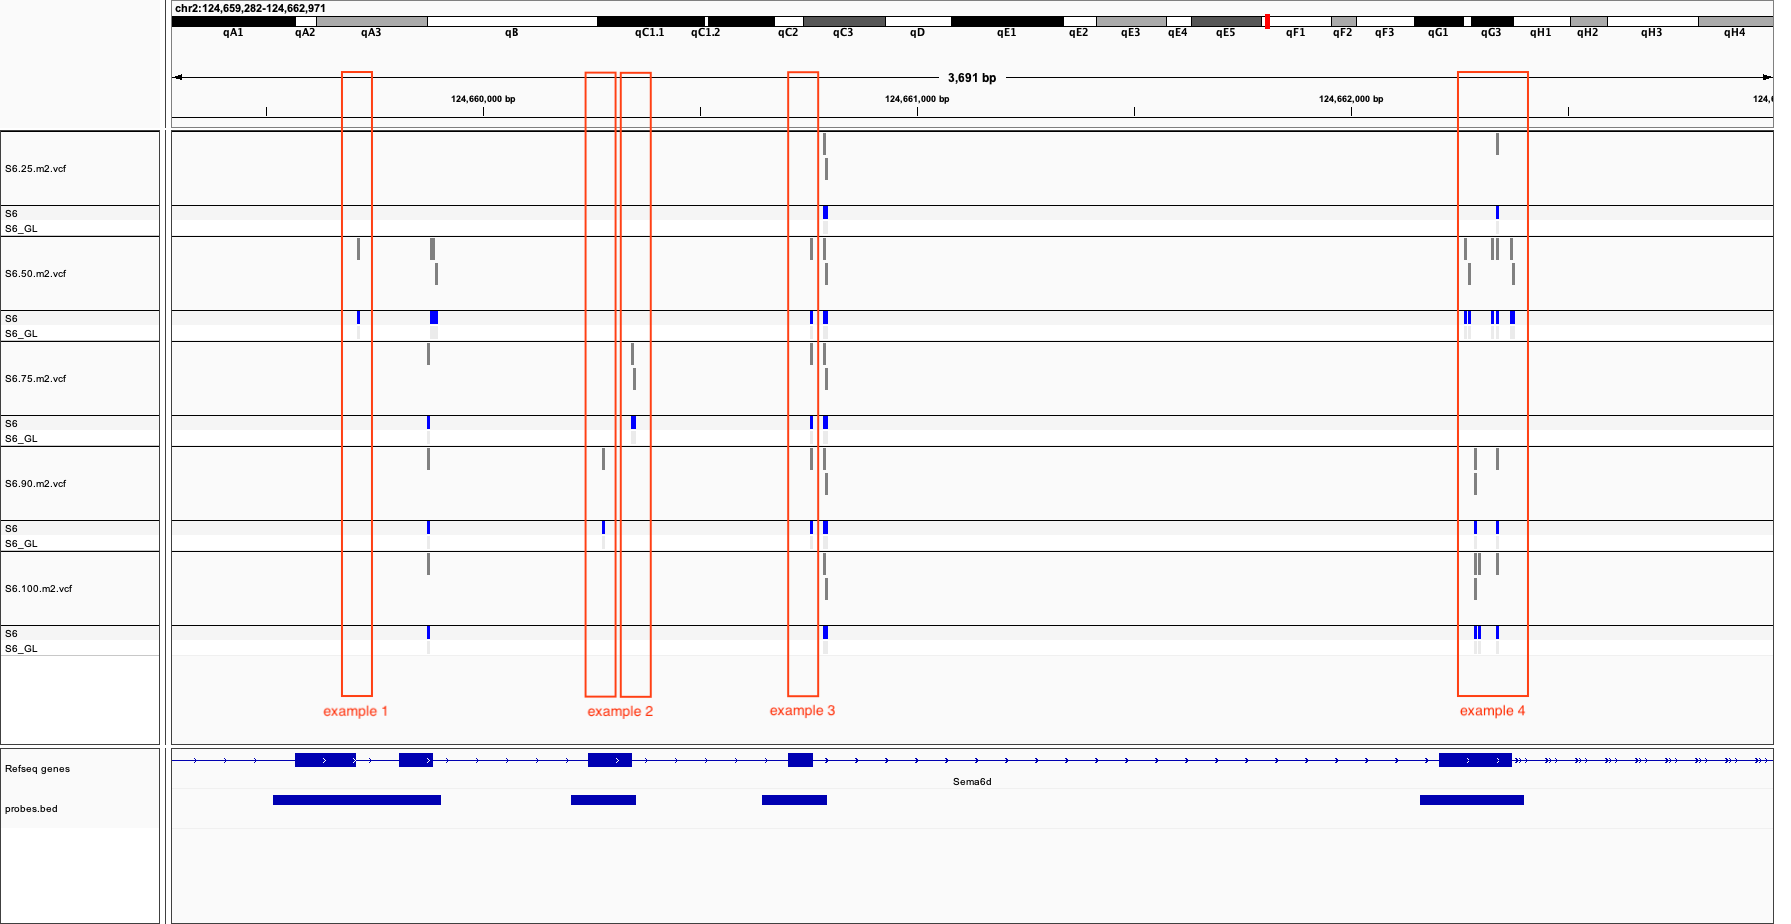 chr2:124,659,282-124,662,971
qA1 qA2 qA3 qB qC1.1 qC1.2 qC2 qC3 qD qE1 qE2 qE3 qE4 qE5 qF1 qF2 qF3 qG1 qG3 qH1 qH2 qH3 qH4
3,691 bp
124,660,000 bp 124,661,000 bp 124,662,000 bp
S6.25.m2.vcf
S6
S6_GL
S6.50.m2.vcf
S6
S6_GL
S6.75.m2.vcf
S6
S6_GL
S6.90.m2.vcf
S6
S6_GL
S6.100.m2.vcf
S6
S6_GL
example 1 example 2 example 3 example 4
Refseq genes
Sema6d
probes.bed